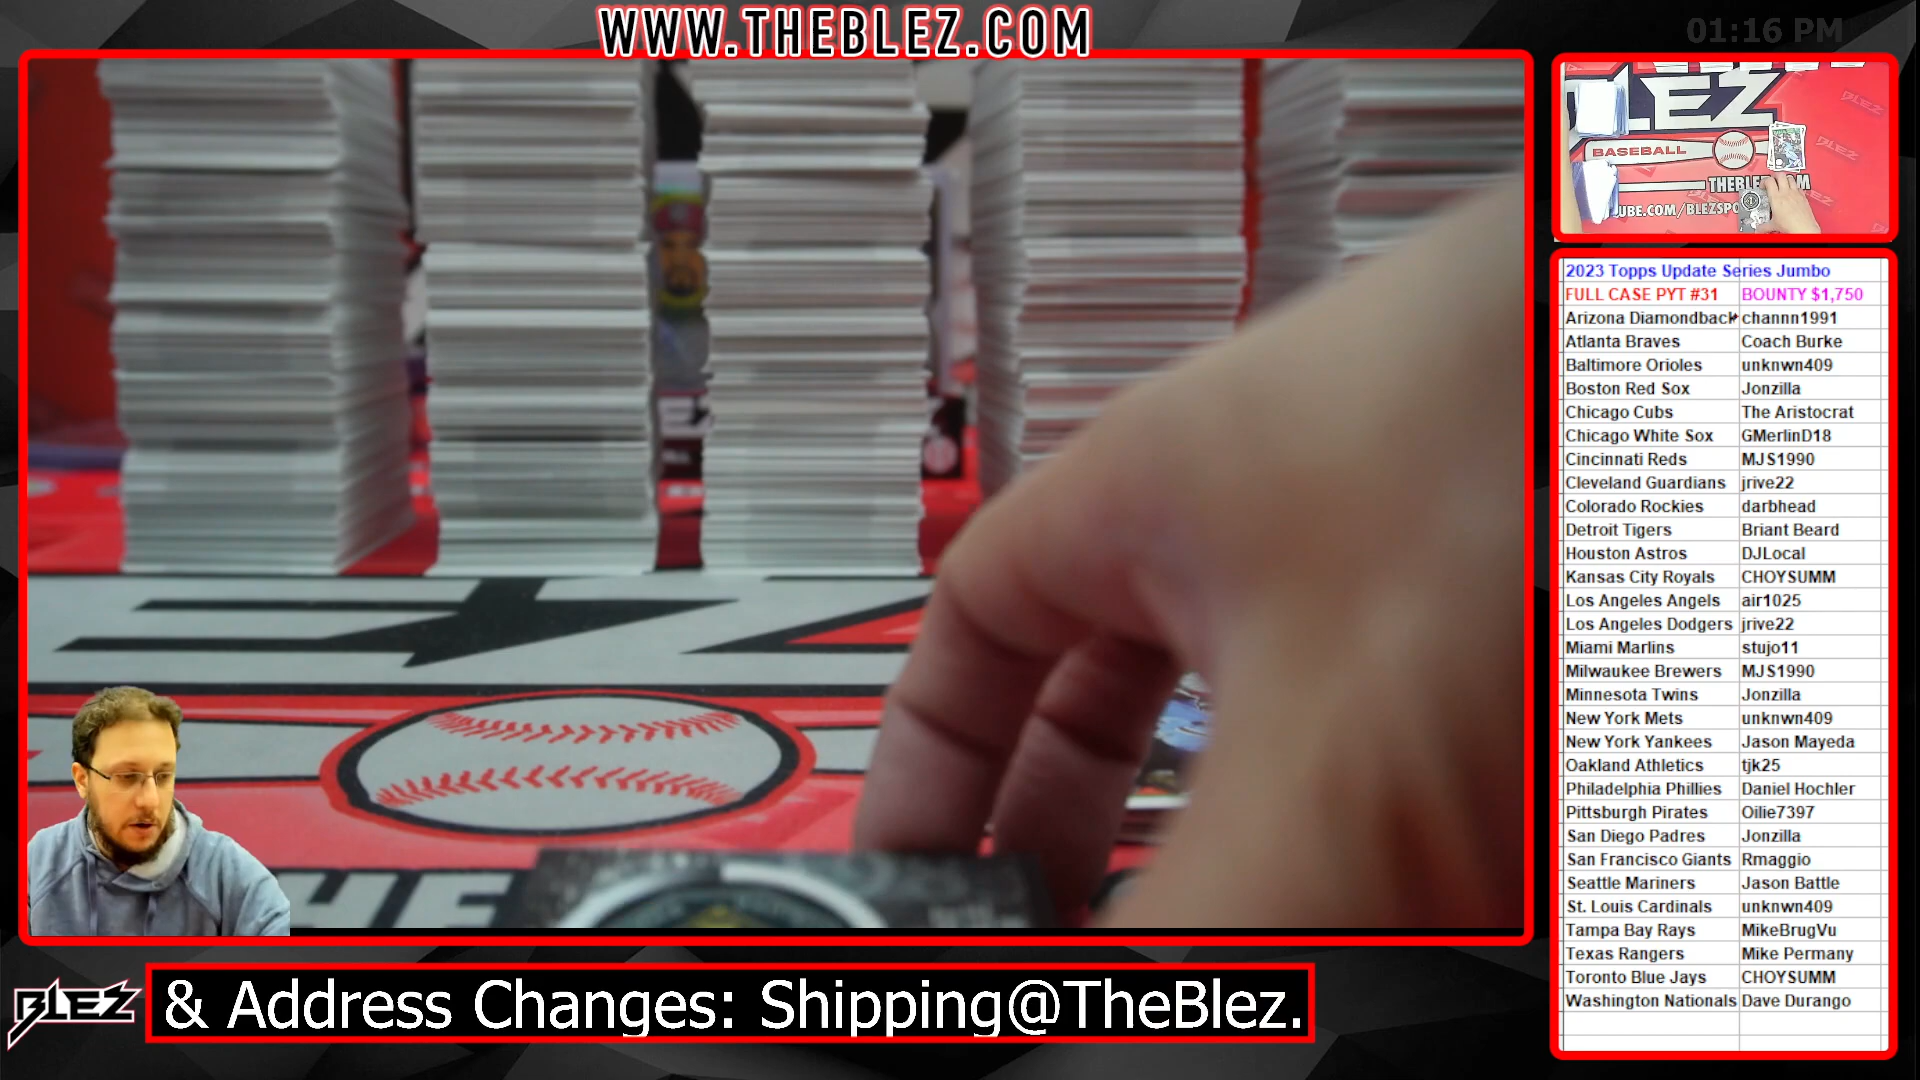 WWW.THEBLEZ.COM
01:16 PM
BLEZ
BASEBALL
2023 Topps Update Series Jumbo
FULL CASE PYT #31 BOUNTY $1,750
Arizona Diamondback channn1991
Atlanta Braves Coach Burke
Baltimore Orioles unknwn409
Boston Red Sox Jonzilla
Chicago Cubs The Aristocrat
Chicago White Sox GMerlinD18
Cincinnati Reds MJS1990
Cleveland Guardians jrive22
Colorado Rockies darbhead
Detroit Tigers Briant Beard
Houston Astros DJLocal
Kansas City Royals CHOYSUMM
Los Angeles Angels air1025
Los Angeles Dodgers jrive22
Miami Marlins stujo11
Milwaukee Brewers MJS1990
Minnesota Twins Jonzilla
New York Mets unknwn409
New York Yankees Jason Mayeda
Oakland Athletics tjk25
Philadelphia Phillies Daniel Hochler
Pittsburgh Pirates Oilie7397
San Diego Padres Jonzilla
San Francisco Giants Rmaggio
Seattle Mariners Jason Battle
St. Louis Cardinals unknwn409
Tampa Bay Rays MikeBrugVu
Texas Rangers Mike Permany
Toronto Blue Jays CHOYSUMM
Washington Nationals Dave Durango
BLEZ
& Address Changes: Shipping@TheBlez.